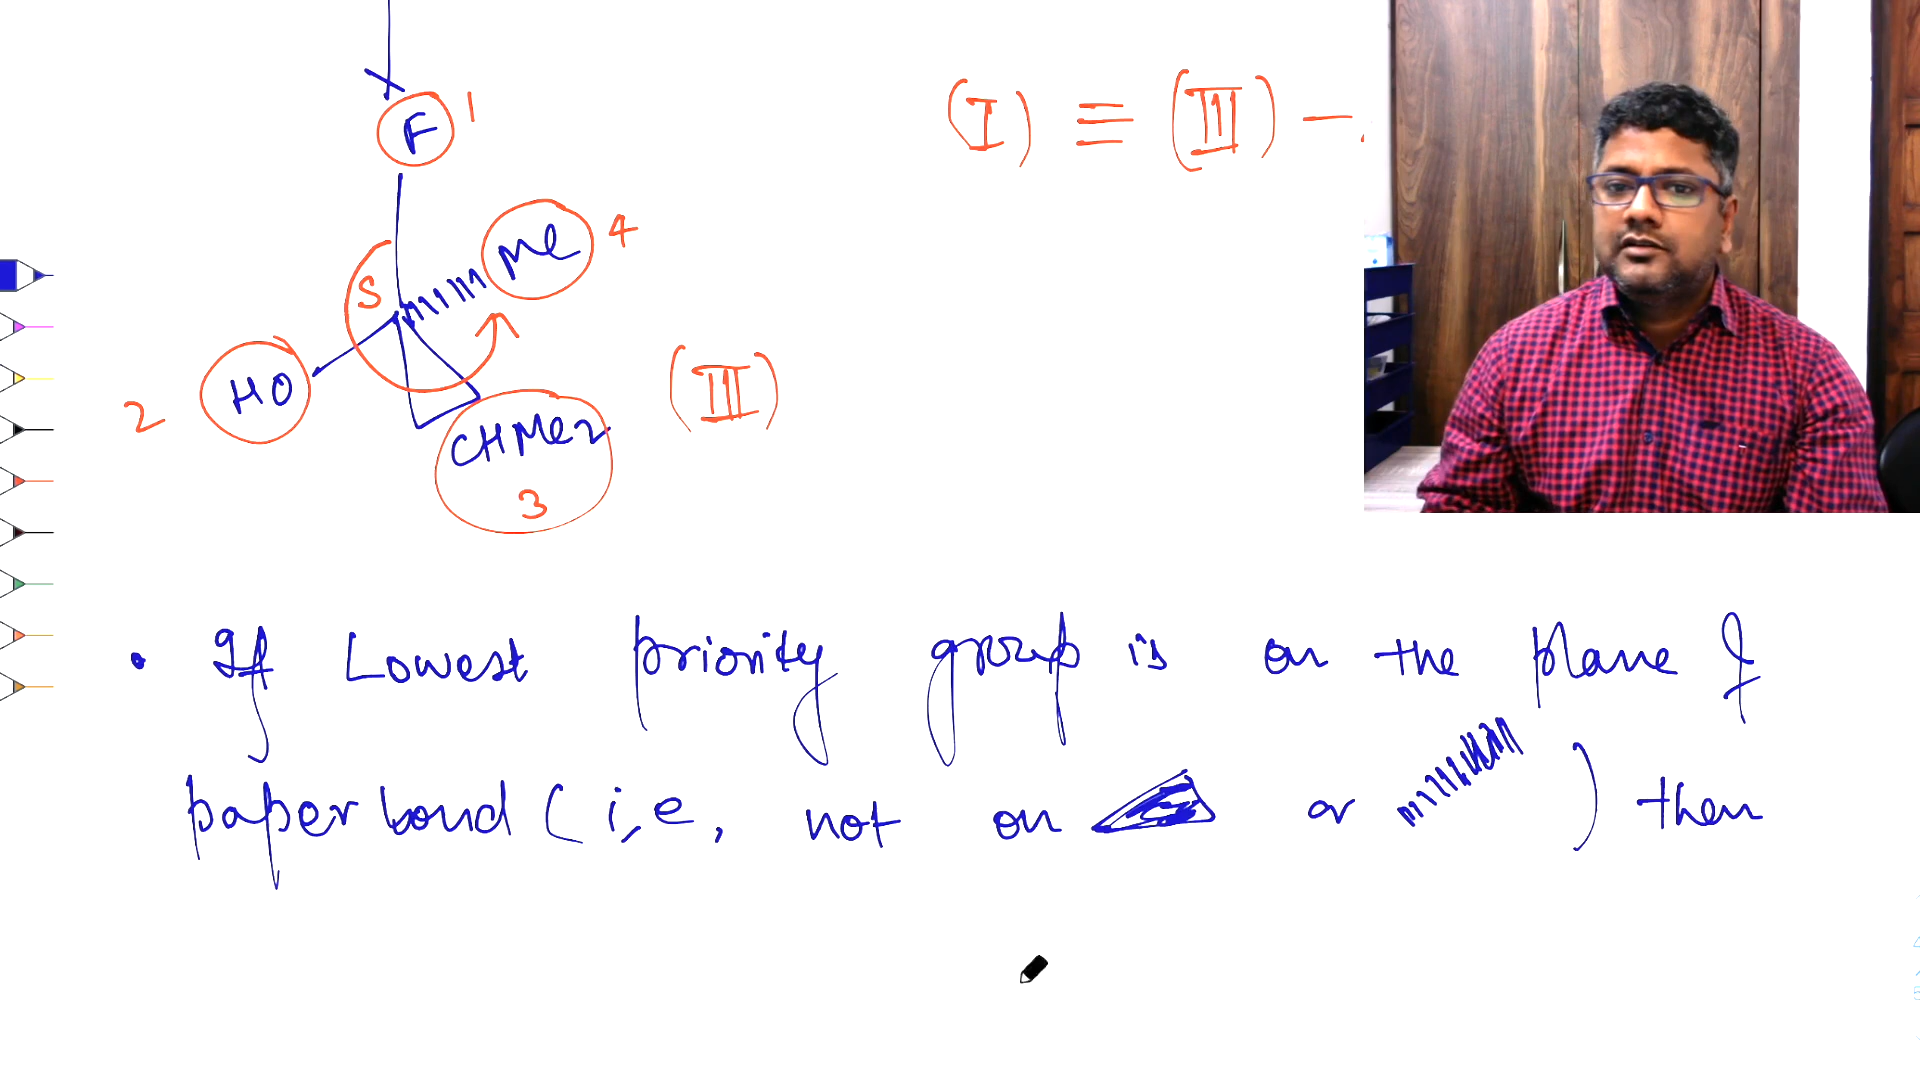 F 1
(I) ≡ (III) -
Me 4
S
2 HO
CHMe2
3
(III)
• If Lowest priority group is on the plane of
paper bond (i,e, not on or ) then